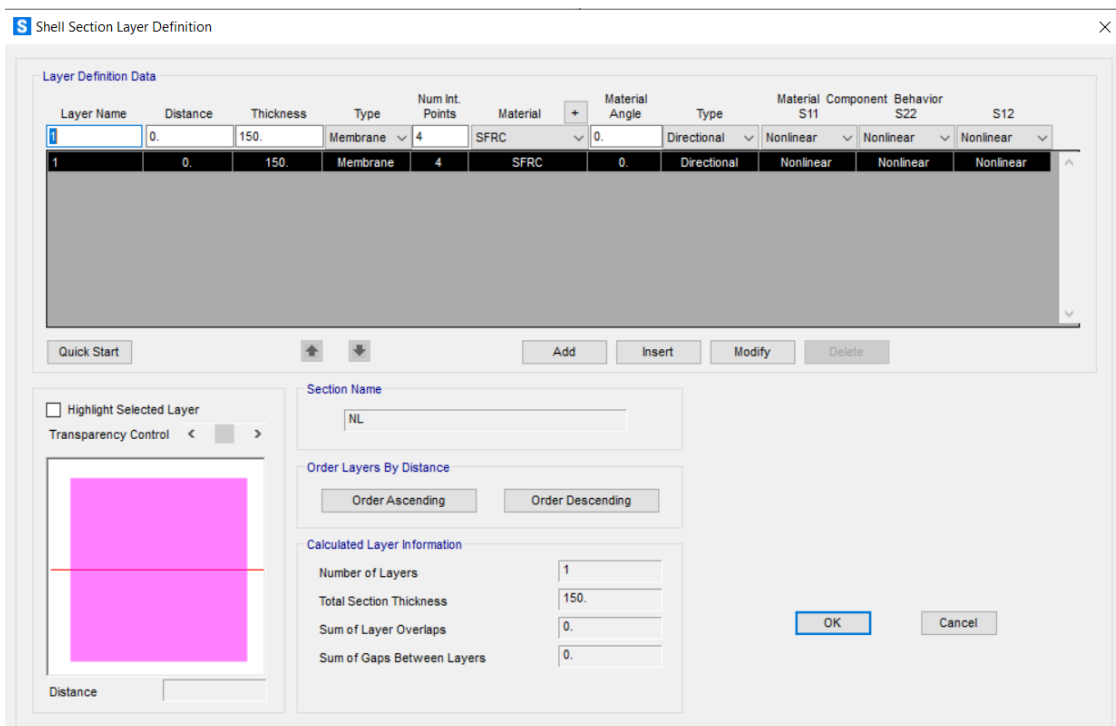 S Shell Section Layer Definition
Layer Definition Data
Num Int. Material Material Component Behavior
Layer Name Distance Thickness Type Points Material + Angle Type S11 S22 S12
1 0. 150. Membrane 4 SFRC 0. Directional Nonlinear Nonlinear Nonlinear
1 0. 150. Membrane 4 SFRC 0. Directional Nonlinear Nonlinear Nonlinear
Quick Start Add Insert Modify Delete
Highlight Selected Layer
Transparency Control
Distance
Section Name
NL
Order Layers By Distance
Order Ascending Order Descending
Calculated Layer Information
Number of Layers 1
Total Section Thickness 150.
Sum of Layer Overlaps 0.
Sum of Gaps Between Layers 0.
OK Cancel